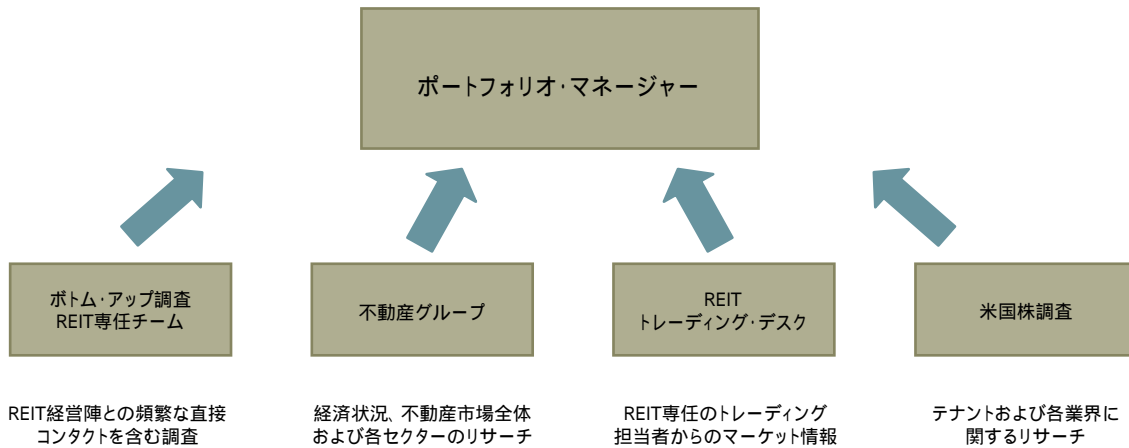 ポートフォリオ・マネージャー
ボトム・アップ調査
REIT専任チーム
不動産グループ
REIT
トレーディング・デスク
米国株調査
REIT経営陣との頻繁な直接
コンタクトを含む調査
経済状況、不動産市場全体
および各セクターのリサーチ
REIT専任のトレーディング
担当者からのマーケット情報
テナントおよび各業界に
関するリサーチ